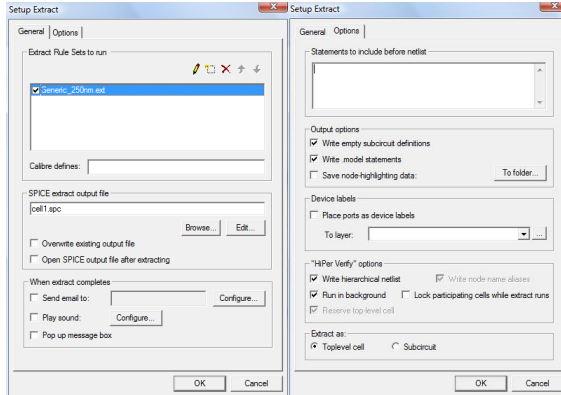 Setup Extract
General
Options
Extract Rule Sets to run
Generic_250nm.ext
Calibre defines:
SPICE extract output file
cell1.spc
Browse...
Edit...
Overwrite existing output file
Open SPICE output file after extracting
When extract completes
Send email to:
Configure...
Play sound:
Configure...
Pop up message box
OK
Cancel
Setup Extract
General
Options
Statements to include before netlist
Output options
Write empty subcircuit definitions
Write .model statements
Save node-highlighting data:
To folder...
Device labels
Place ports as device labels
To layer:
...
"HiPer Verify" options
Write hierarchical netlist
Write node name aliases
Run in background
Lock participating cells while extract runs
Reserve top-level cell
Extract as:
Toplevel cell
Subcircuit
OK
Cancel